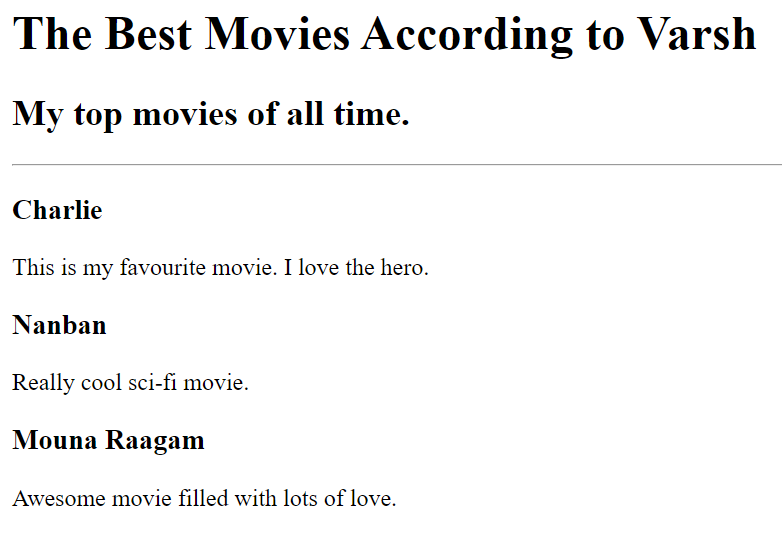 The Best Movies According to Varsh
My top movies of all time.
Charlie
This is my favourite movie. I love the hero.
Nanban
Really cool sci-fi movie.
Mouna Raagam
Awesome movie filled with lots of love.